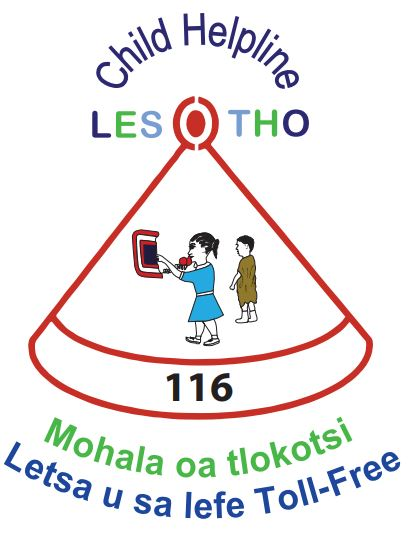 Child Helpline
LESOTHO
116
Mohala oa tlokotsi
Letsa u sa lefe Toll-Free